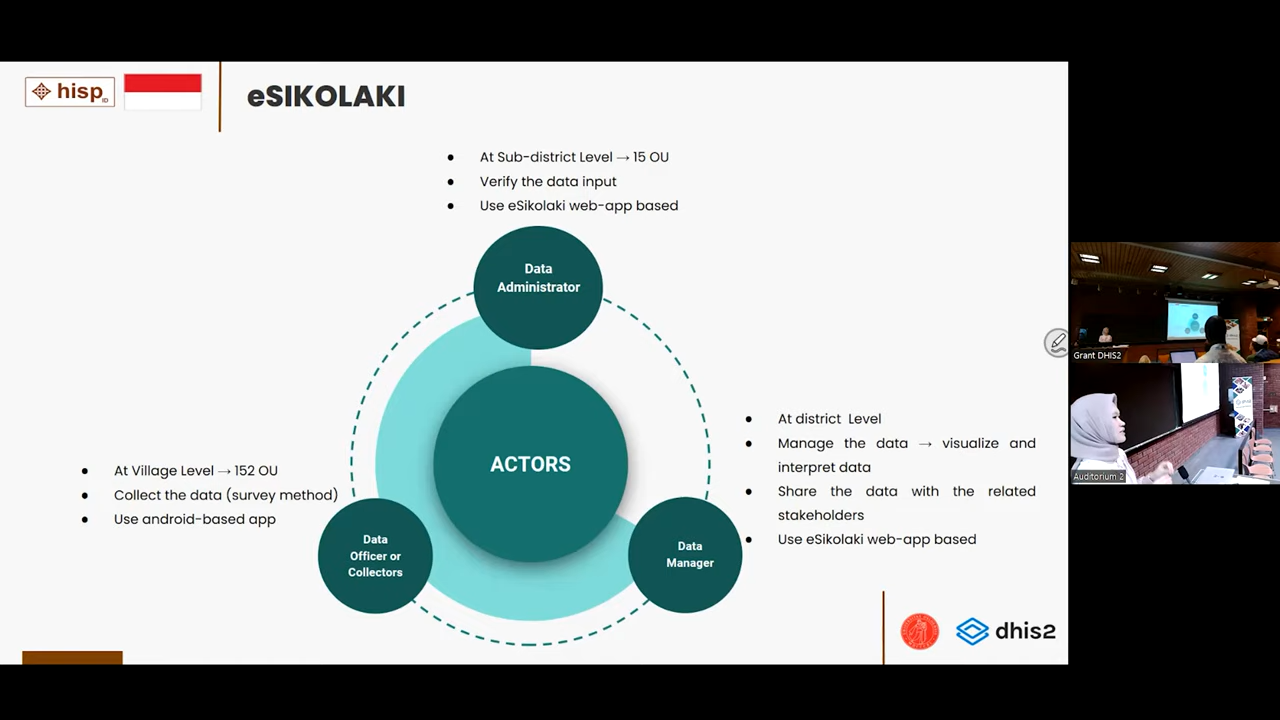 hisp
ID
eSIKOLAKI
● At Sub-district Level → 15 OU
● Verify the data input
● Use eSikolaki web-app based
Data
Administrator
ACTORS
● At Village Level → 152 OU
● Collect the data (survey method)
● Use android-based app
Data
Officer or
Collectors
Data
Manager
● At district Level
● Manage the data → visualize and
interpret data
● Share the data with the related
stakeholders
● Use eSikolaki web-app based
dhis2
Grant DHIS2
Auditorium 2